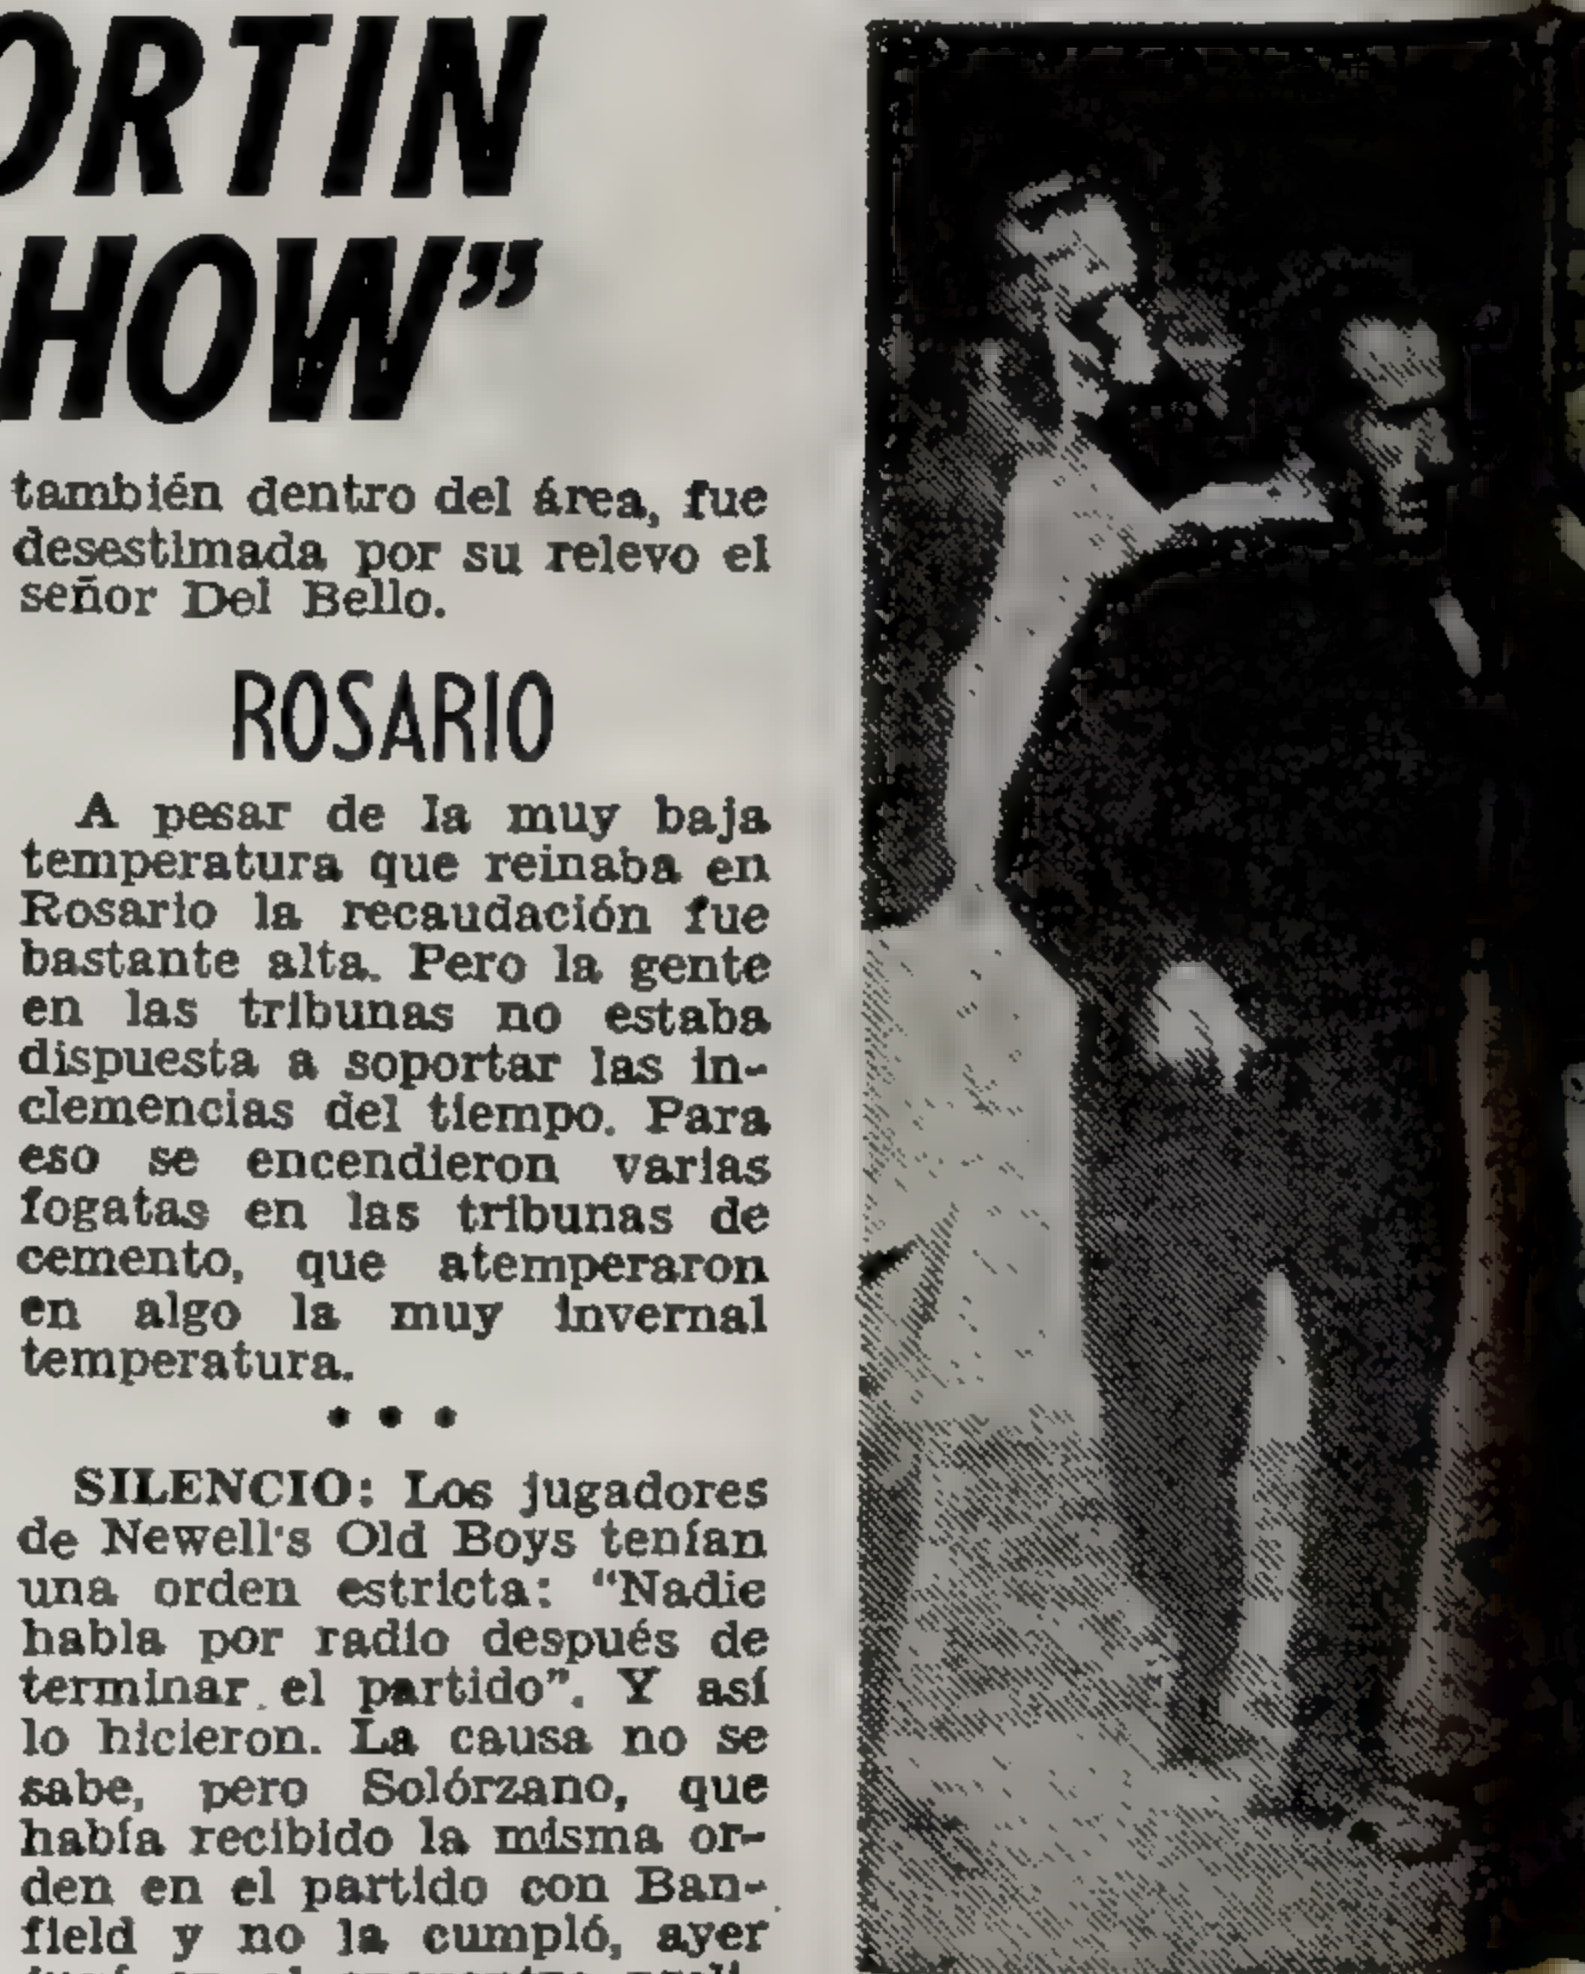 ORTIN
HOW”
también dentro del área, fue
desestimada por su relevo el
señor Del Bello.
ROSARIO
A pesar de la muy baja
temperatura que reinaba en
Rosario la recaudación fue
bastante alta. Pero la gente
en las tribunas no estaba
dispuesta a soportar las in-
clemencias del tiempo. Para
eso se encendieron varias
fogatas en las tribunas de
cemento, que atemperaron
en algo la muy invernal
temperatura.
• • •
SILENCIO: Los jugadores
de Newell's Old Boys tenían
una orden estricta: “Nadie
habla por radio después de
terminar el partido”. Y así
lo hicieron. La causa no se
sabe, pero Solórzano, que
había recibido la misma or-
den en el partido con Ban-
field y no la cumpló, ayer